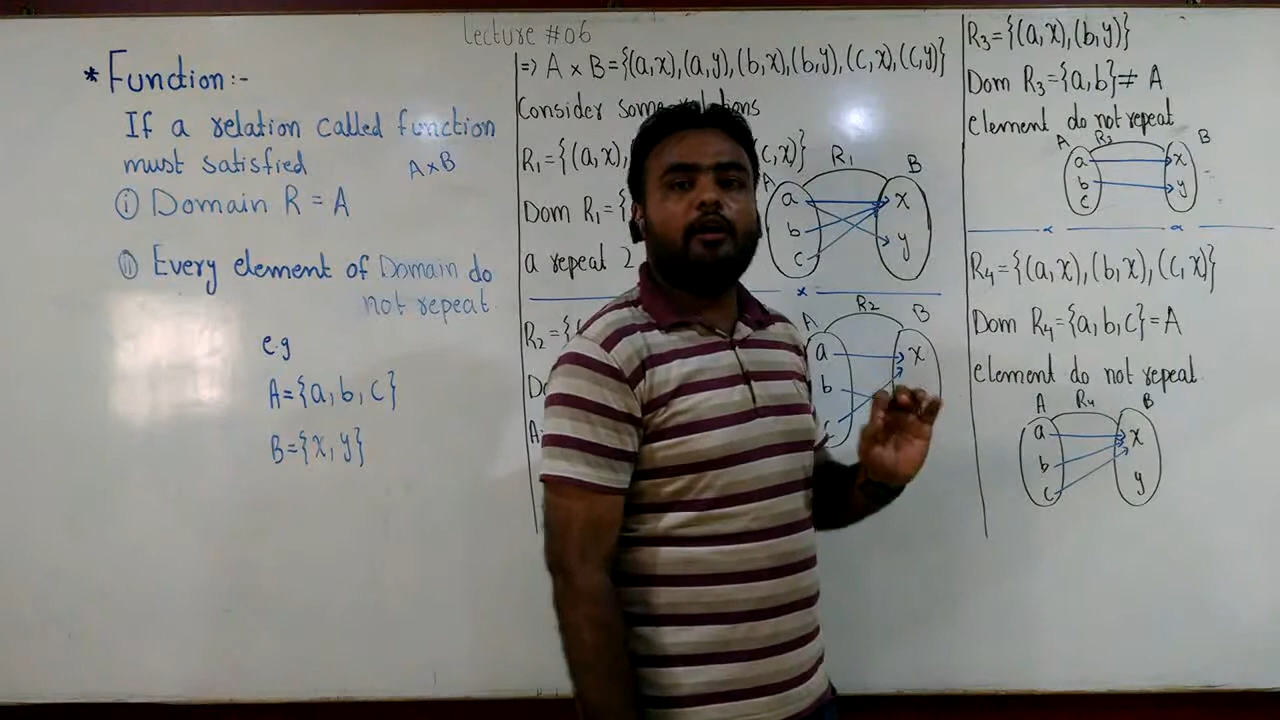 Lecture #06
* Function:-
If a relation called function
must satisfied A×B
(i) Domain R = A
(ii) Every element of Domain do
not repeat.
e.g
A={a, b, c}
B={x, y}
=> A × B = {(a,x),(a,y),(b,x),(b,y),(c,x),(c,y)}
Consider some relations
R₁={(a,x), (c,x)}
Dom R₁={
a repeat 2
A R₁ B
a x
b y
c
R₂={
A R₂ B
a x
b
c
R₃={(a,x),(b,y)}
Dom R₃={a,b}≠ A
element do not repeat
A R₃ B
a x
b y
c
R₄={(a,x),(b,x),(c,x)}
Dom R₄={a,b,c}=A
element do not repeat.
A R₄ B
a x
b
c y